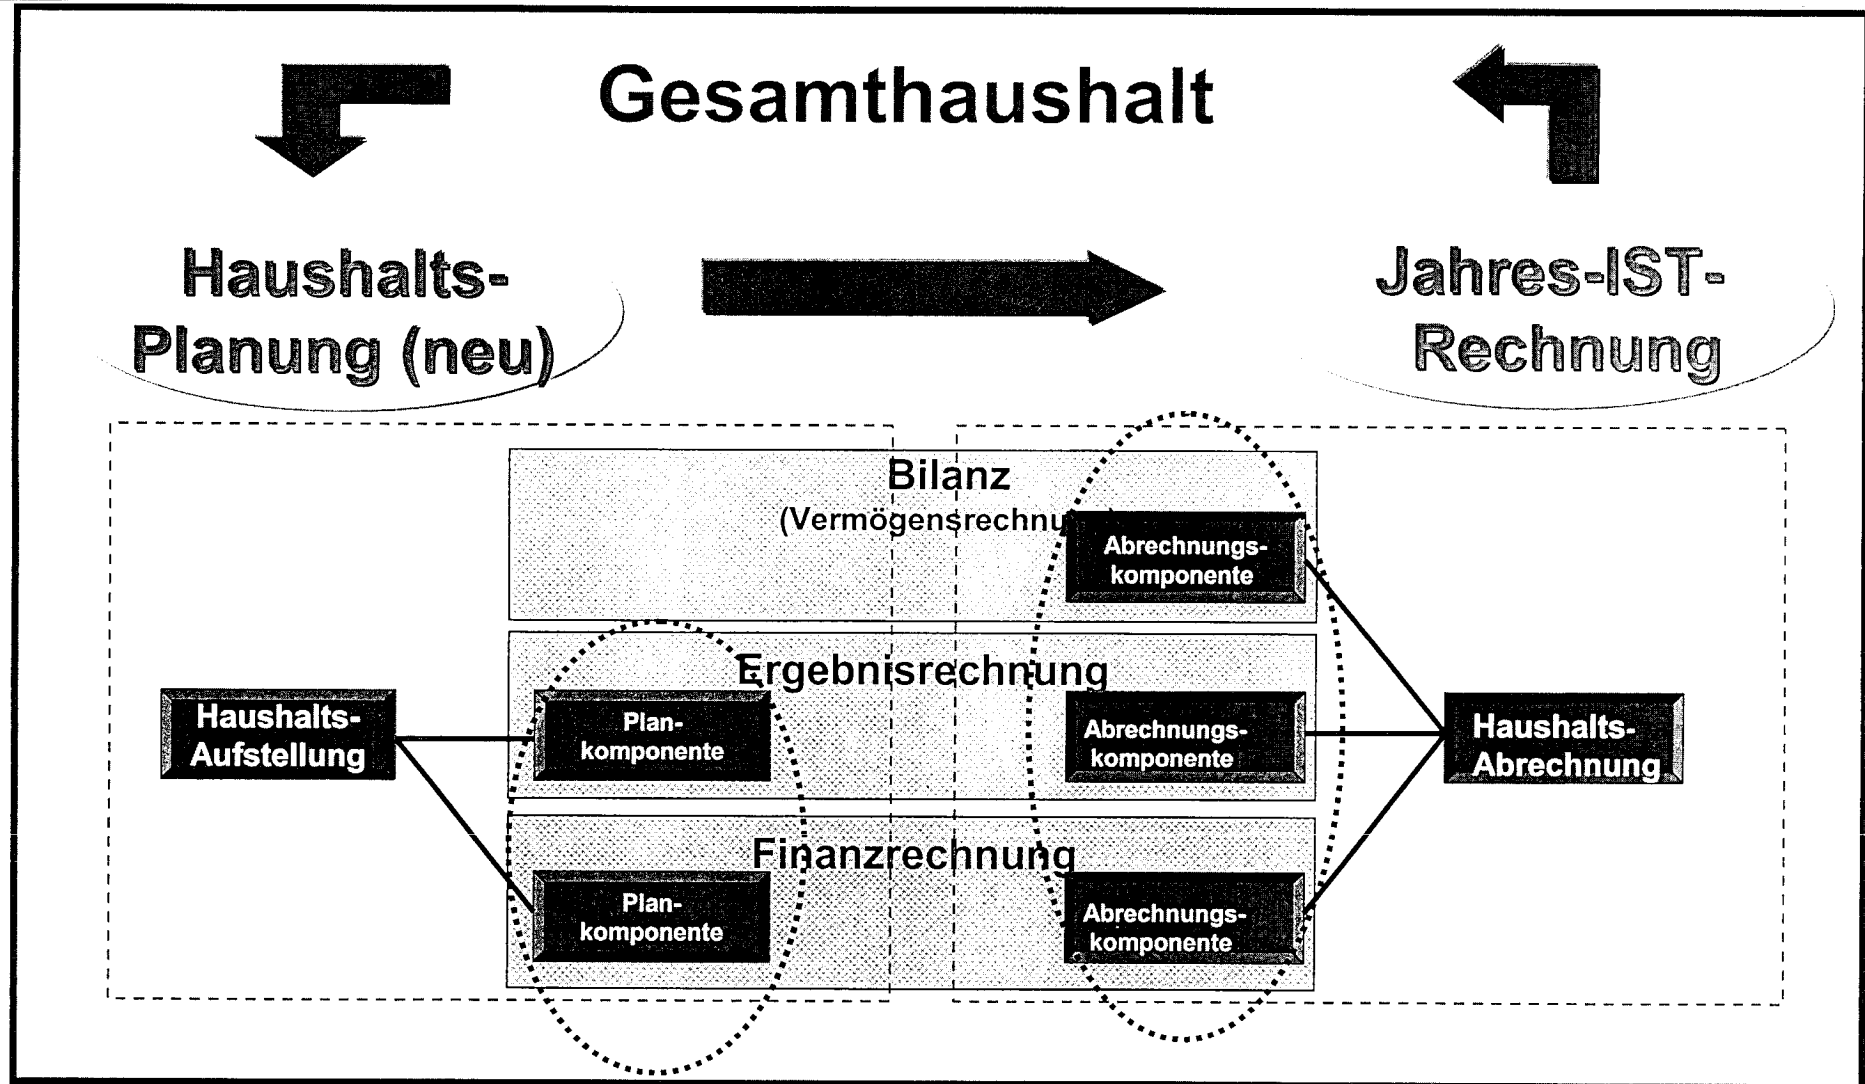 Gesamthaushalt
Haushalts-
Planung (neu)
Jahres-IST-
Rechnung
Bilanz
(Vermögensrechnu
Abrechnungs-
komponente
Ergebnisrechnung
Haushalts-
Aufstellung
Plan-
komponente
Abrechnungs-
komponente
Haushalts-
Abrechnung
Finanzrechnung
Plan-
komponente
Abrechnungs-
komponente